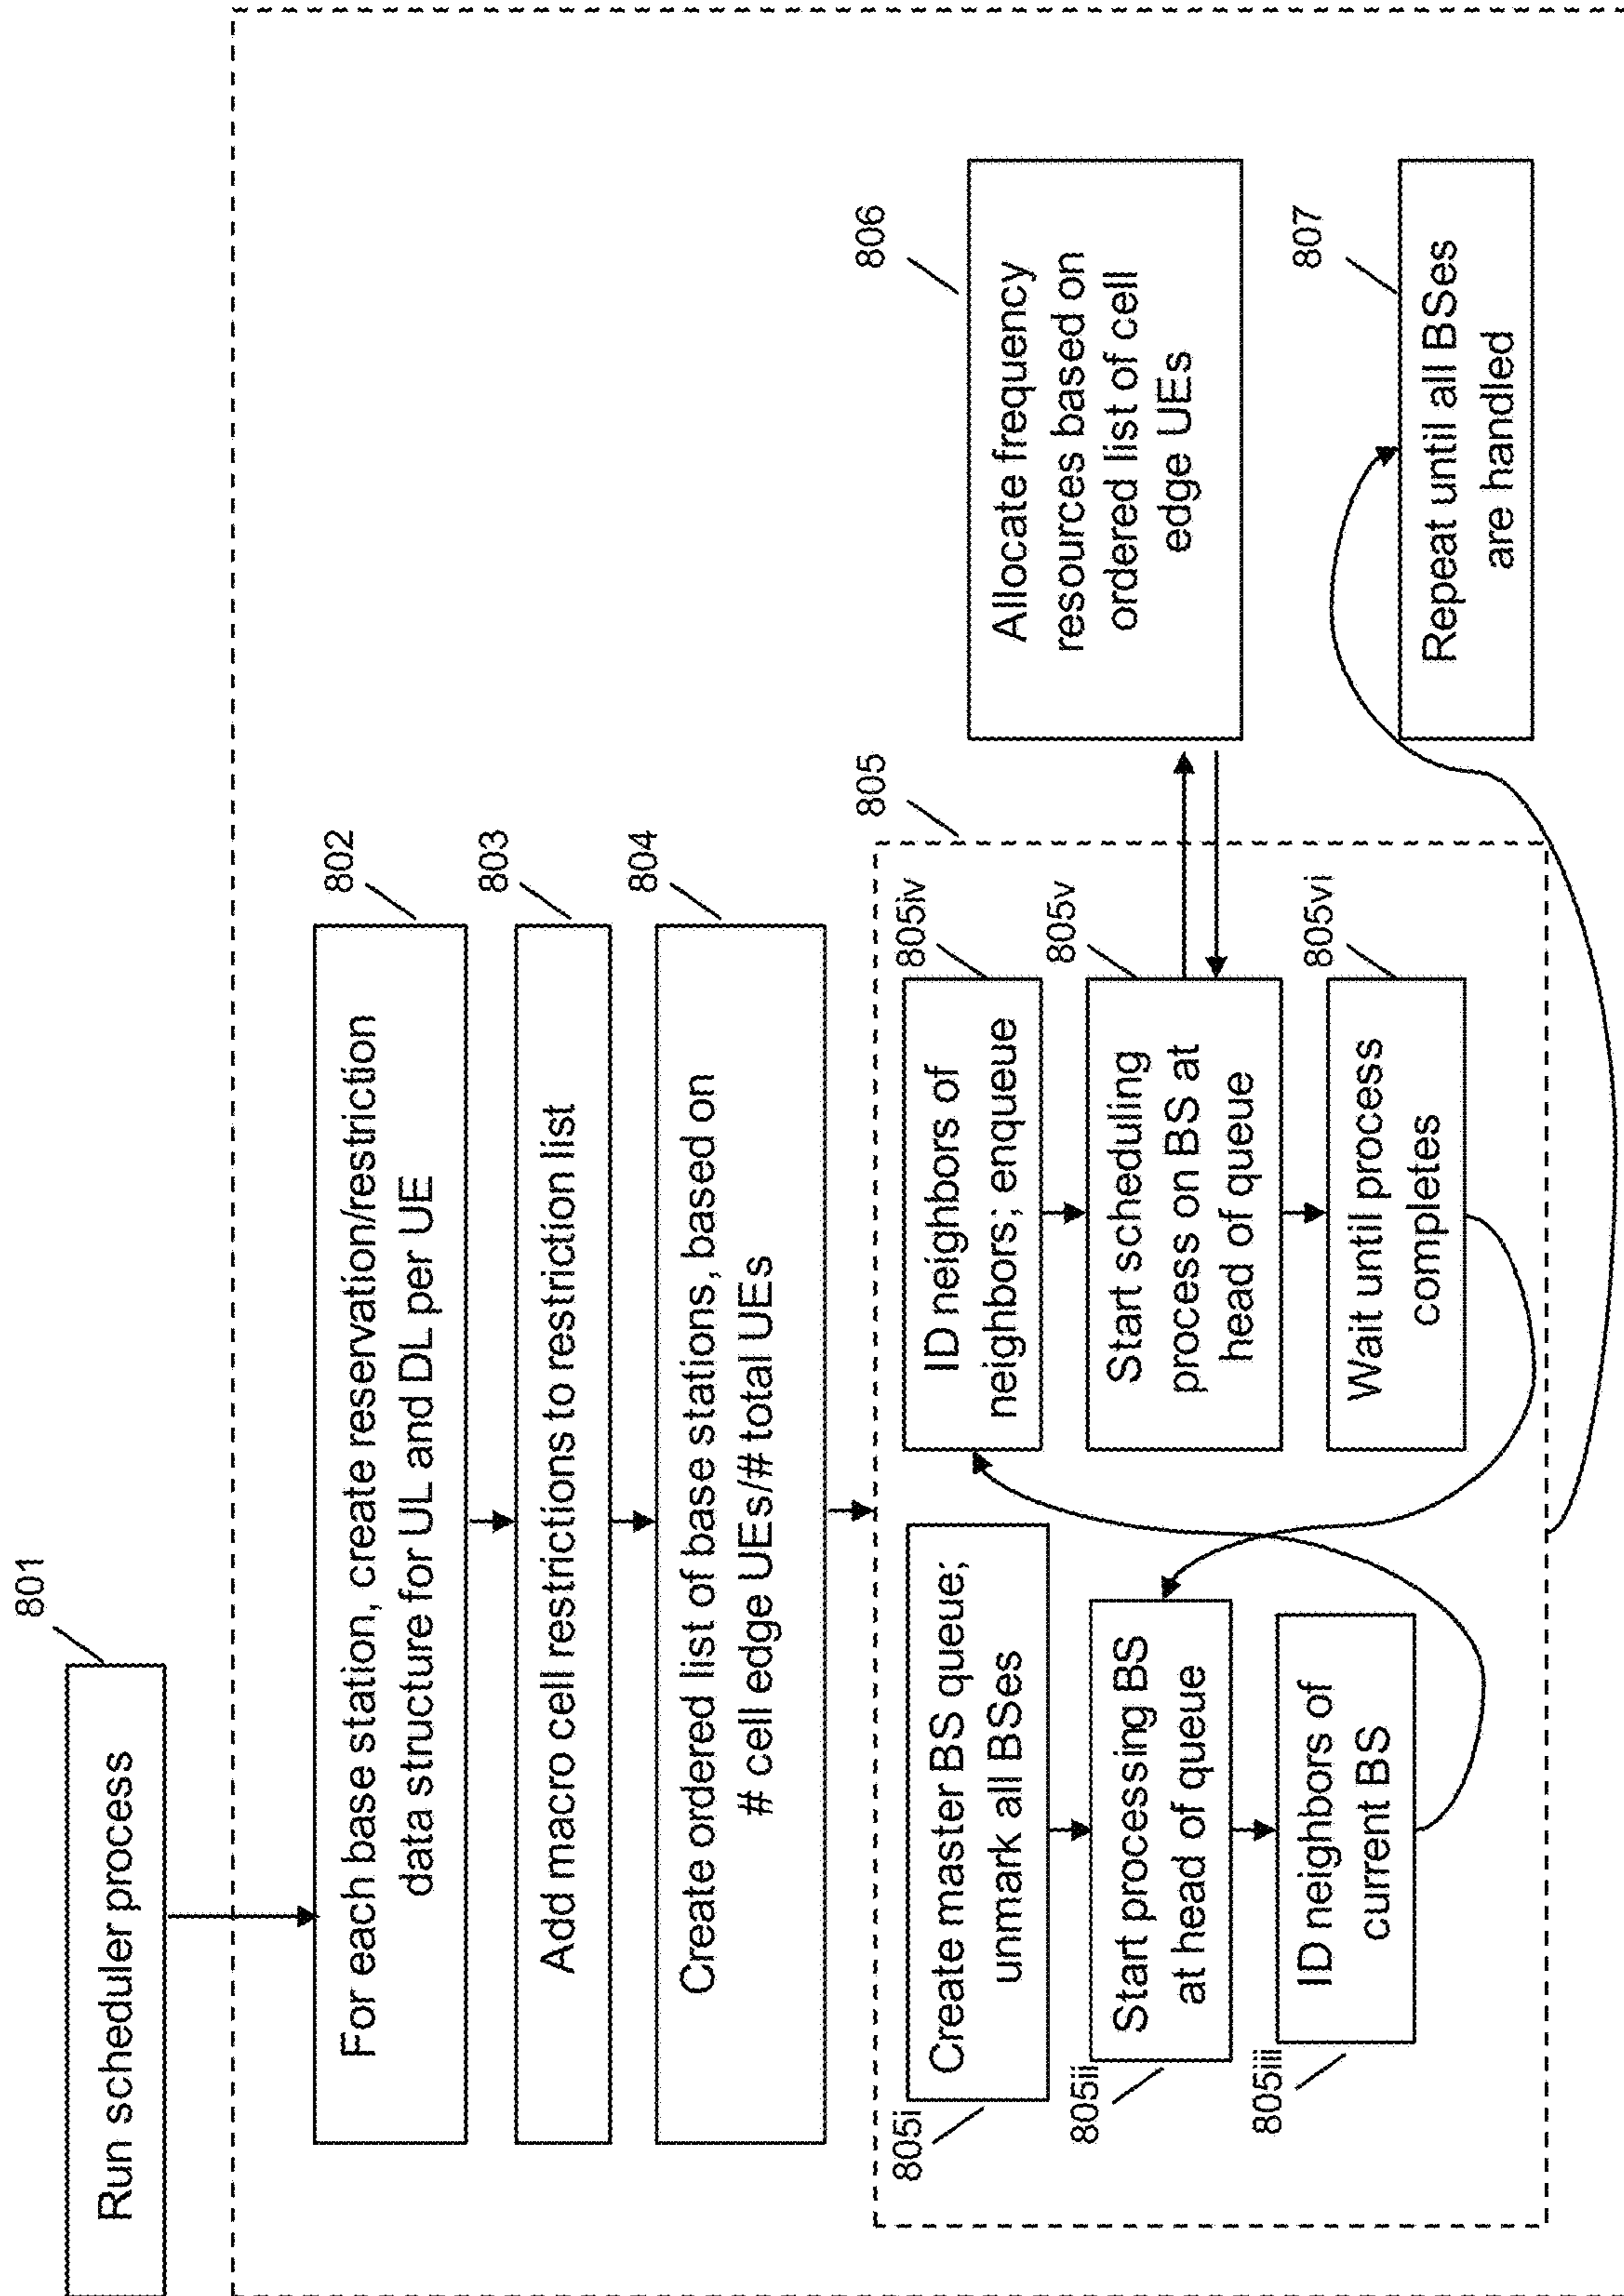 801
Run scheduler process
802
For each base station, create reservation/restriction
data structure for UL and DL per UE
803
Add macro cell restrictions to restriction list
804
Create ordered list of base stations, based on
# cell edge UEs/# total UEs
805
805i
Create master BS queue;
unmark all BSes
805ii
Start processing BS
at head of queue
805iii
ID neighbors of
current BS
805iv
ID neighbors of
neighbors; enqueue
805v
Start scheduling
process on BS at
head of queue
805vi
Wait until process
completes
806
Allocate frequency
resources based on
ordered list of cell
edge UEs
807
Repeat until all BSes
are handled